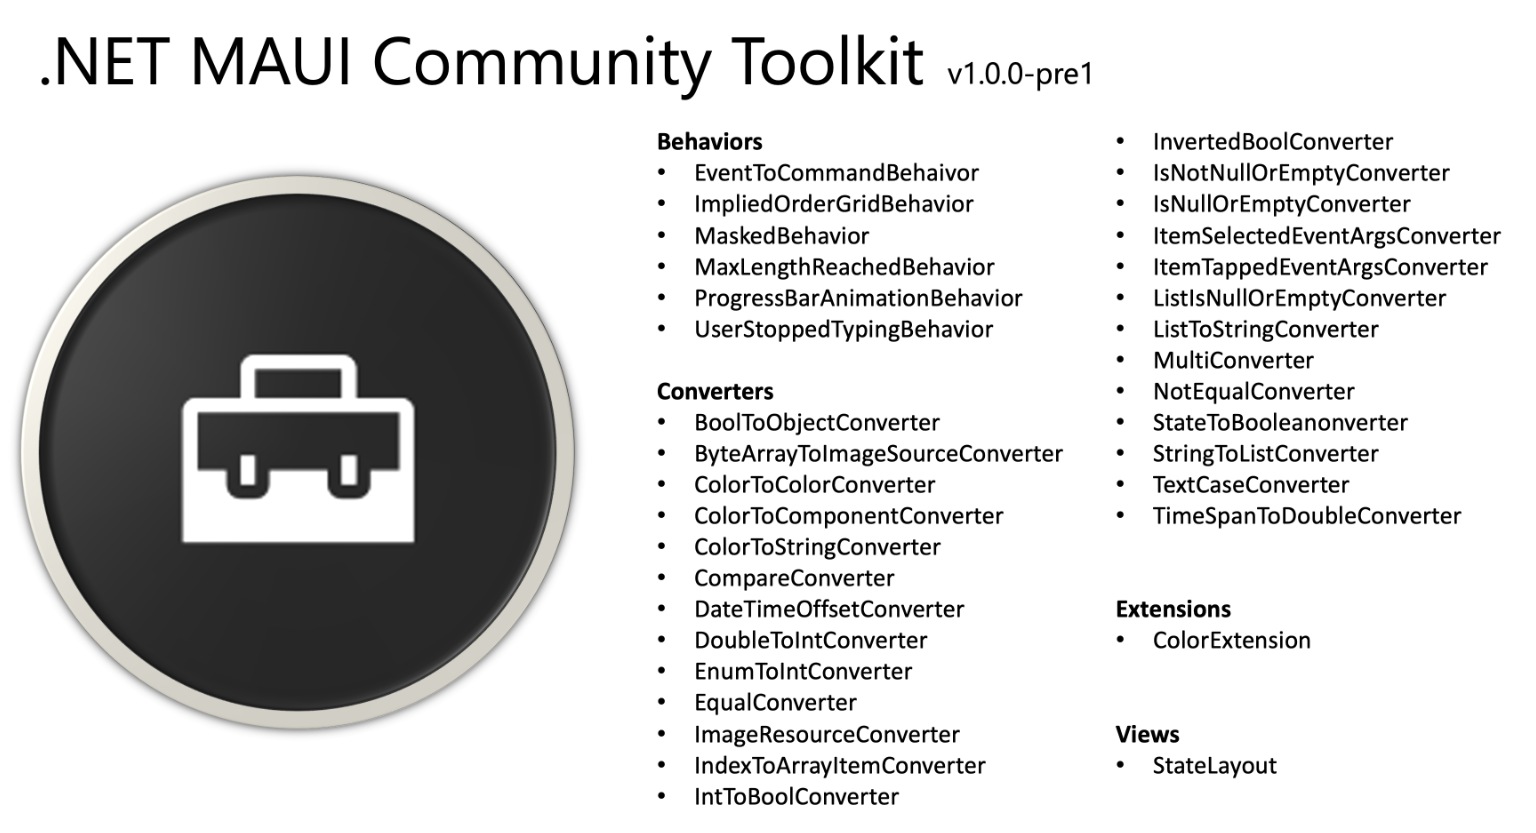 .NET MAUI Community Toolkit v1.0.0-pre1
Behaviors
• EventToCommandBehaivor
• ImpliedOrderGridBehavior
• MaskedBehavior
• MaxLengthReachedBehavior
• ProgressBarAnimationBehavior
• UserStoppedTypingBehavior
Converters
• BoolToObjectConverter
• ByteArrayToImageSourceConverter
• ColorToColorConverter
• ColorToComponentConverter
• ColorToStringConverter
• CompareConverter
• DateTimeOffsetConverter
• DoubleToIntConverter
• EnumToIntConverter
• EqualConverter
• ImageResourceConverter
• IndexToArrayItemConverter
• IntToBoolConverter
• InvertedBoolConverter
• IsNotNullOrEmptyConverter
• IsNullOrEmptyConverter
• ItemSelectedEventArgsConverter
• ItemTappedEventArgsConverter
• ListIsNullOrEmptyConverter
• ListToStringConverter
• MultiConverter
• NotEqualConverter
• StateToBooleanonverter
• StringToListConverter
• TextCaseConverter
• TimeSpanToDoubleConverter
Extensions
• ColorExtension
Views
• StateLayout